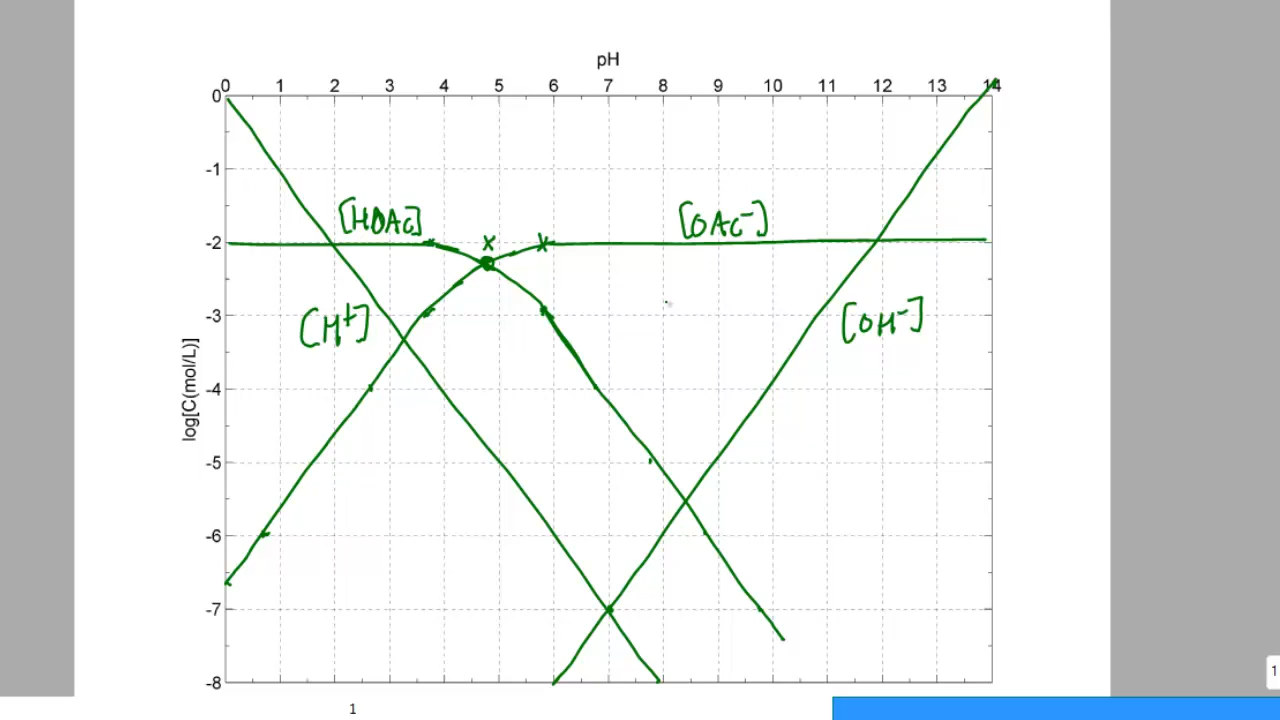 pH
0 1 2 3 4 5 6 7 8 9 10 11 12 13 14
0
-1
-2
-3
-4
-5
-6
-7
-8
log[C(mol/L)]
[HOAc]
[OAc⁻]
[H⁺]
[OH⁻]
1
1